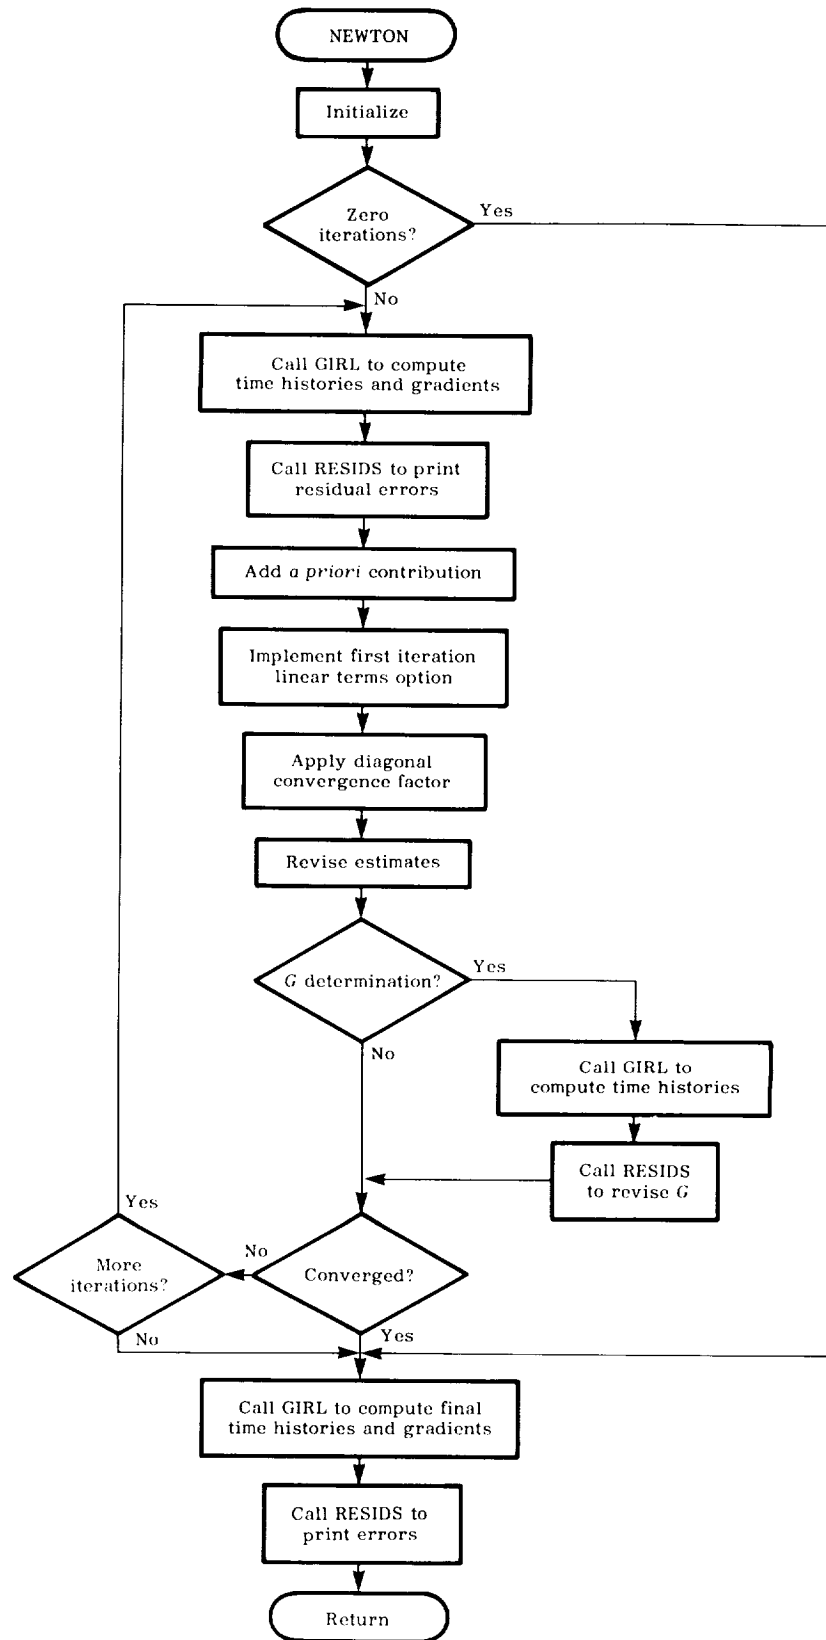 NEWTON
Initialize
Zero
iterations?
Yes
No
Call GIRL to compute
time histories and gradients
Call RESIDS to print
residual errors
Add a priori contribution
Implement first iteration
linear terms option
Apply diagonal
convergence factor
Revise estimates
G determination?
Yes
No
Call GIRL to
compute time histories
Call RESIDS
to revise G
Yes
More
iterations?
No
Converged?
No
Yes
Call GIRL to compute final
time histories and gradients
Call RESIDS to
print errors
Return